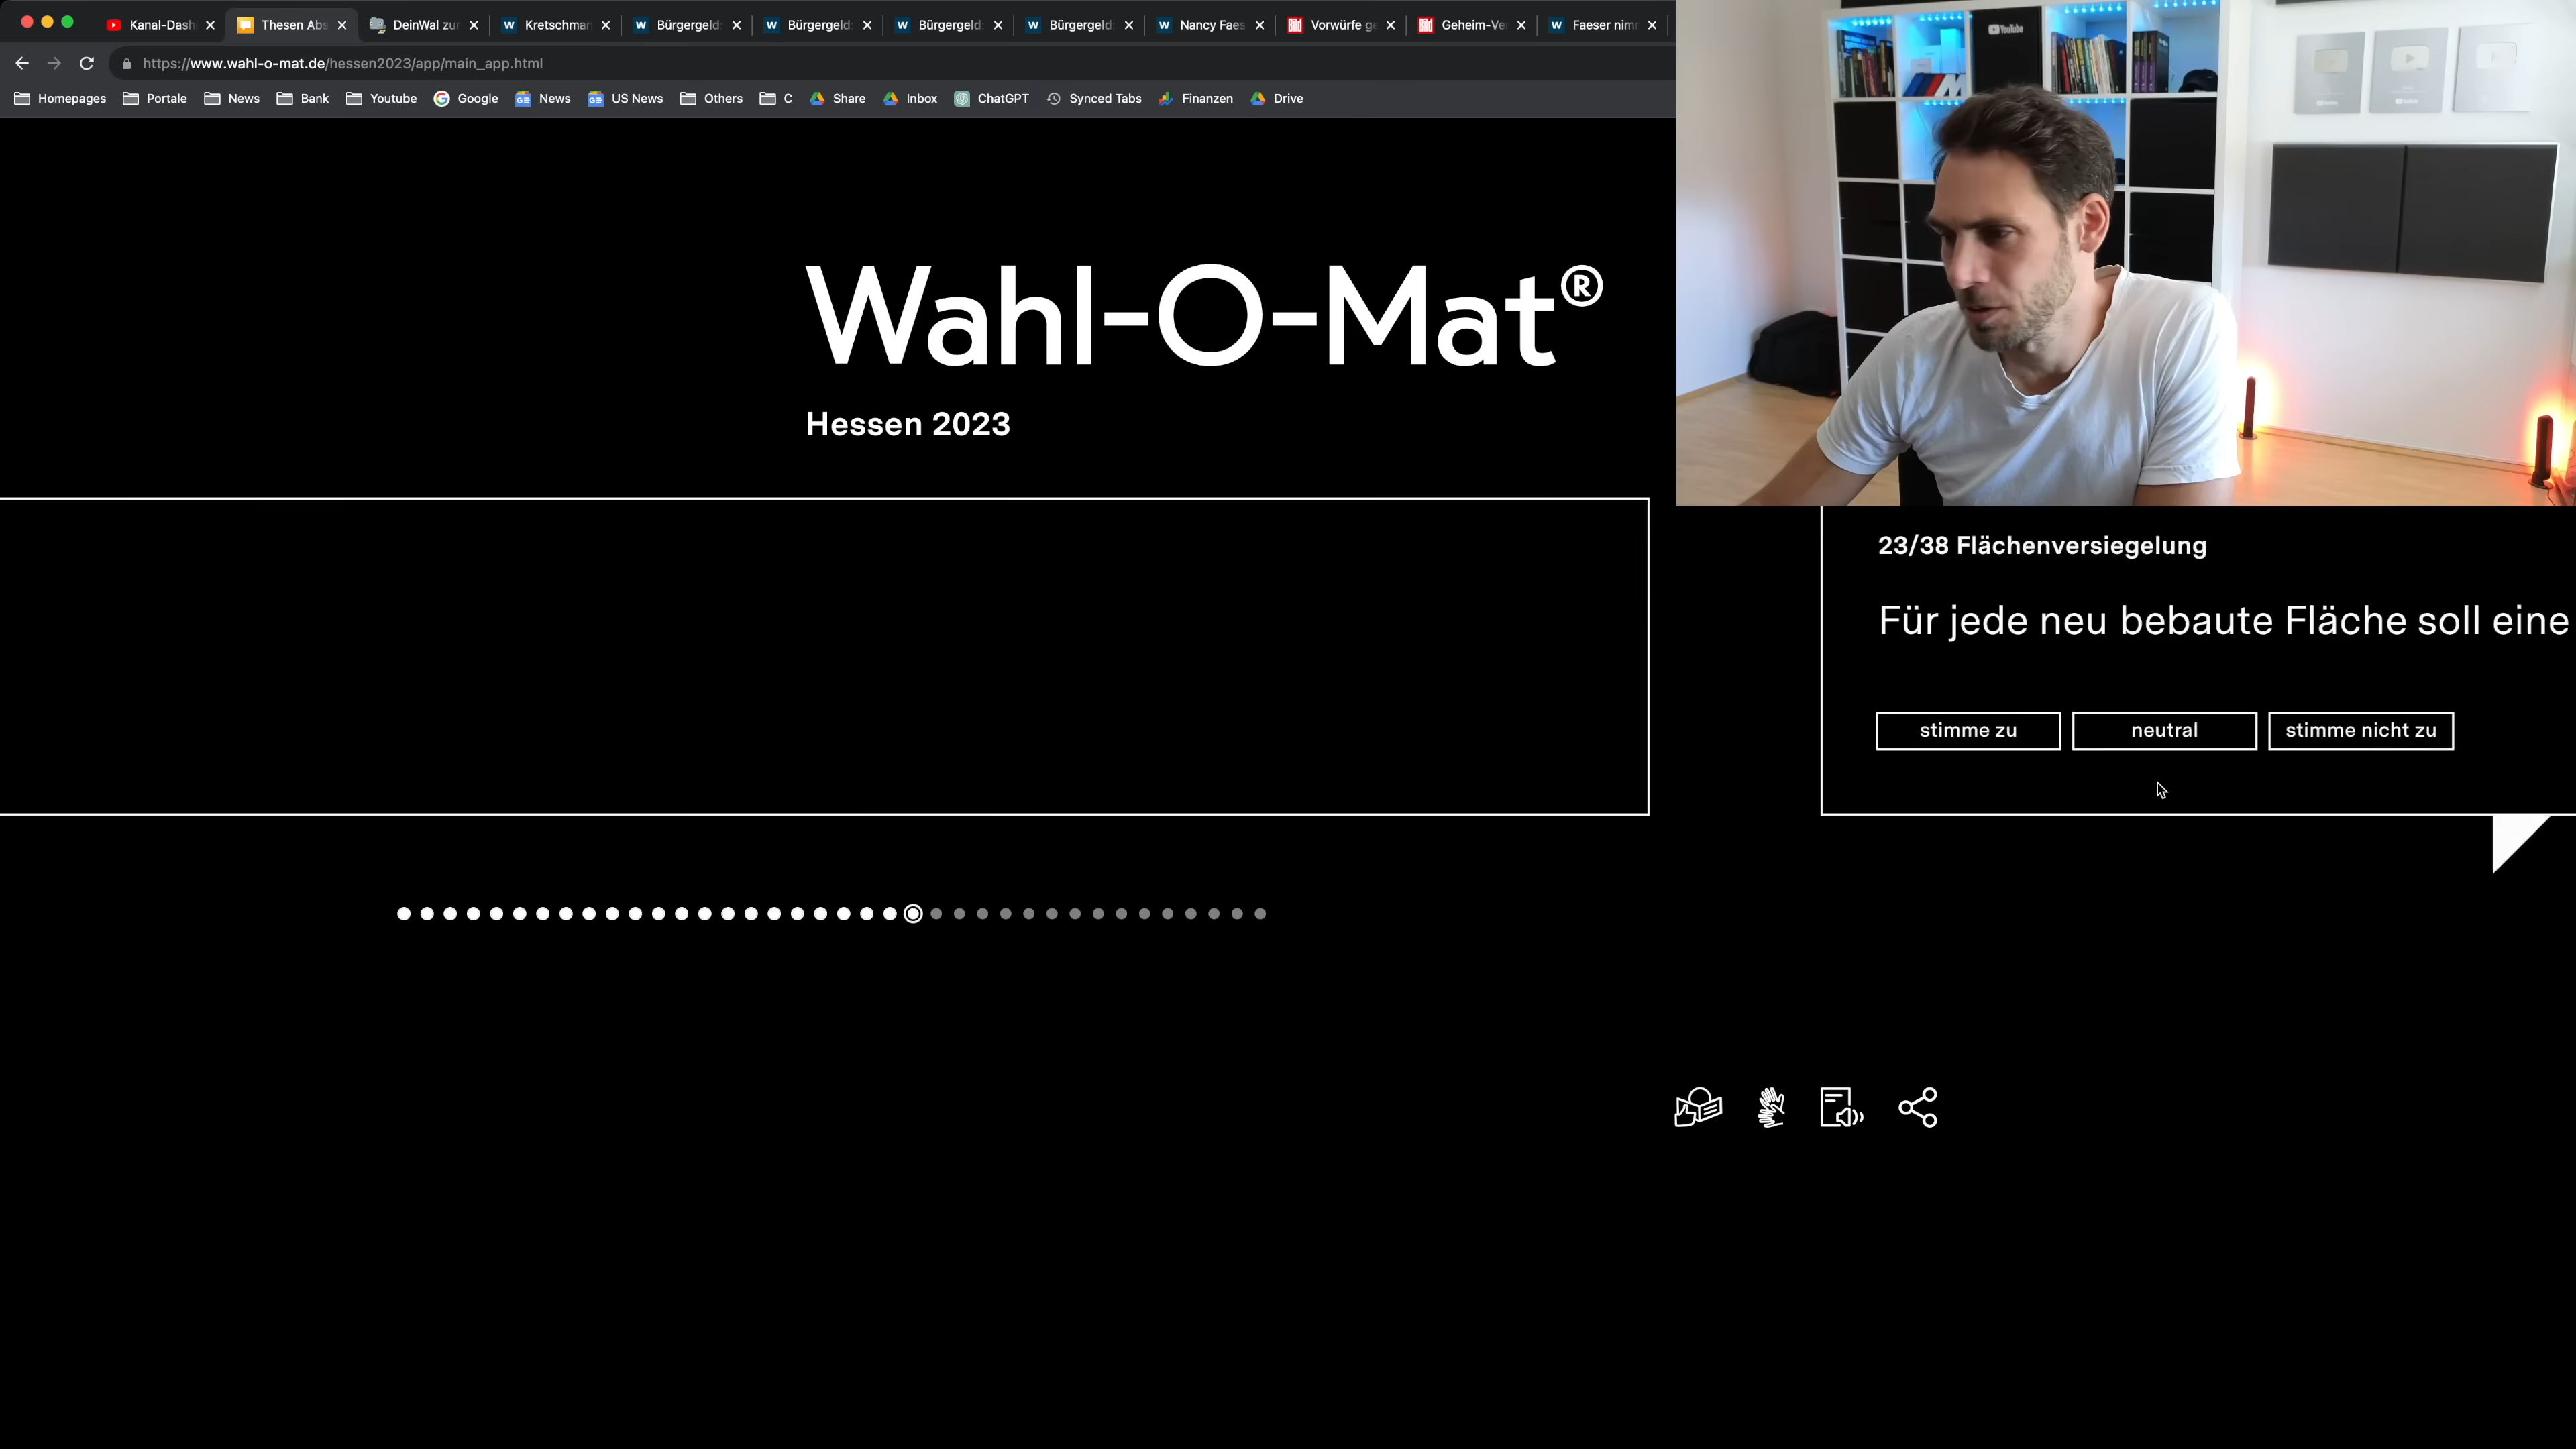 Kanal-Dash
Thesen Abs
DeinWal zu
Kretschman
Bürgergeld:
Bürgergeld:
Bürgergeld:
Bürgergeld:
Nancy Faes
Vorwürfe ge
Geheim-Ve
Faeser nim
https://www.wahl-o-mat.de/hessen2023/app/main_app.html
Homepages
Portale
News
Bank
Youtube
Google
News
US News
Others
C
Share
Inbox
ChatGPT
Synced Tabs
Finanzen
Drive
YouTube
Wahl-O-Mat®
Hessen 2023
23/38 Flächenversiegelung
Für jede neu bebaute Fläche soll eine
stimme zu
neutral
stimme nicht zu